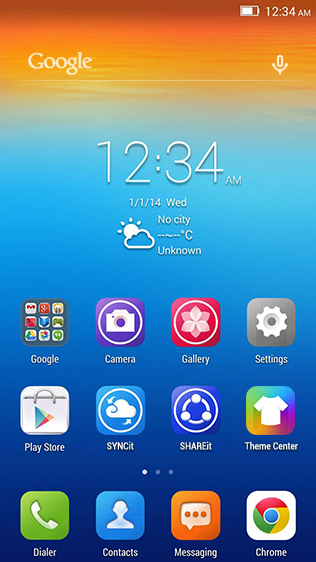 12:34 AM
Google
12:34 AM
1/1/14 Wed
No city
--~--°C
Unknown
Google Camera Gallery Settings
Play Store SYNCit SHAREit Theme Center
Dialer Contacts Messaging Chrome